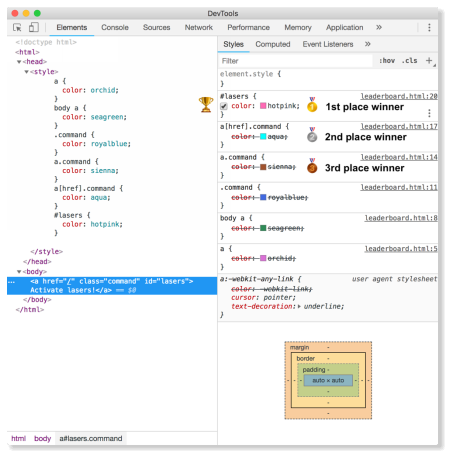 DevTools
Elements Console Sources Network Performance Memory Application »
<!doctype html>
<html>
<head>
<style>
a {
color: orchid;
}
body a {
color: seagreen;
}
.command {
color: royalblue;
}
a.command {
color: sienna;
}
a[href].command {
color: aqua;
}
#lasers {
color: hotpink;
}
</style>
</head>
<body>
... <a href="/" class="command" id="lasers">
Activate lasers!</a> == $0
</body>
</html>
html body a#lasers.command
Styles Computed Event Listeners »
Filter :hov .cls +
element.style {
}
#lasers { leaderboard.html:20
color: hotpink; 1 1st place winner
}
a[href].command { leaderboard.html:17
color: aqua; 2 2nd place winner
}
a.command { leaderboard.html:14
color: sienna; 3 3rd place winner
}
.command { leaderboard.html:11
color: royalblue;
}
body a { leaderboard.html:8
color: seagreen;
}
a { leaderboard.html:5
color: orchid;
}
a:-webkit-any-link { user agent stylesheet
color: -webkit-link;
cursor: pointer;
text-decoration: underline;
}
margin -
border -
padding -
- - - auto × auto - - -
-
-
-